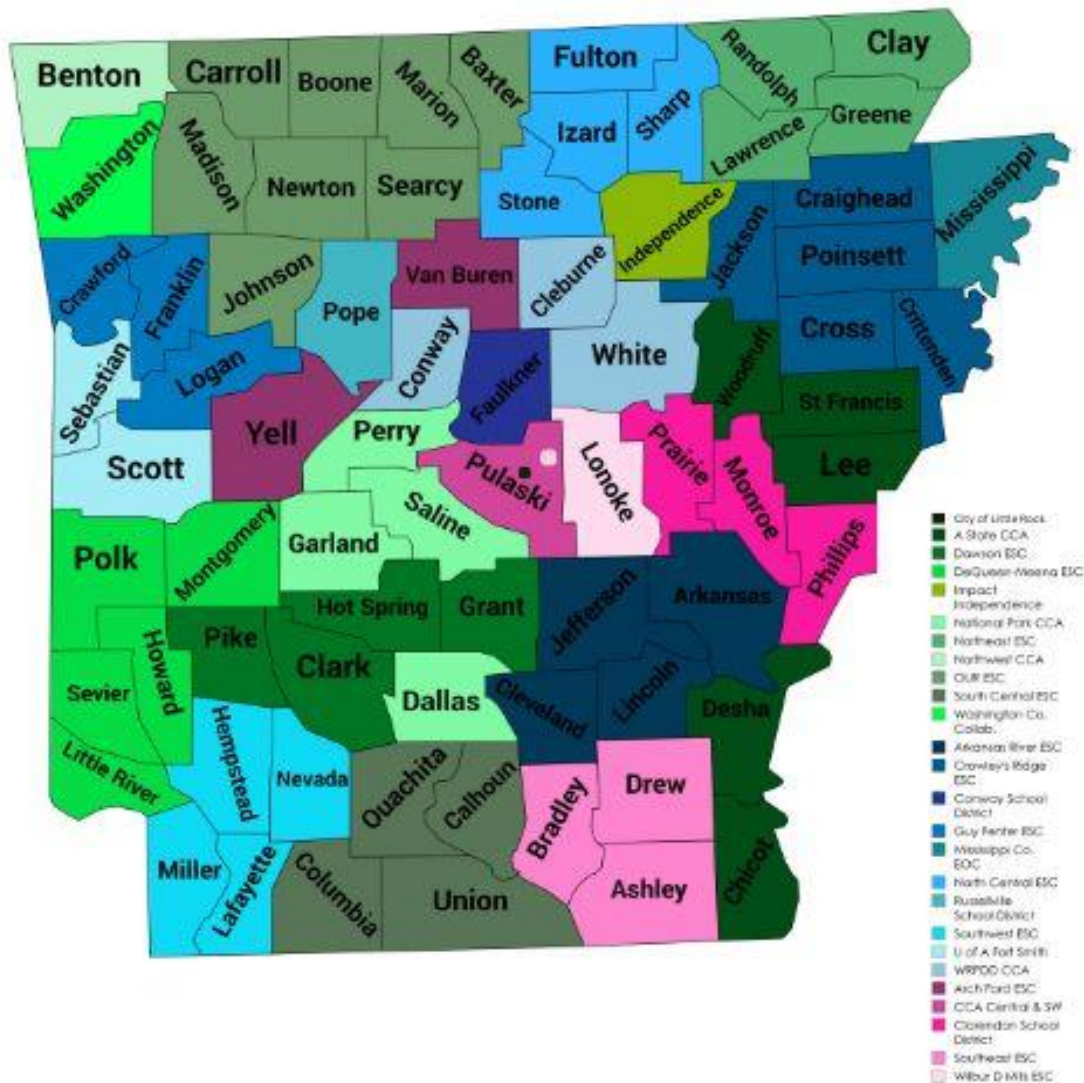 Benton
Carroll
Boone
Marion
Baxter
Fulton
Sharp
Randolph
Clay
Greene
Lawrence
Washington
Madison
Newton
Searcy
Stone
Izard
Independence
Jackson
Craighead
Mississippi
Poinsett
Crawford
Franklin
Johnson
Pope
Van Buren
Cleburne
Cross
Crittenden
Sebastian
Logan
Conway
Faulkner
White
Woodruff
St Francis
Scott
Yell
Perry
Pulaski
Lonoke
Prairie
Monroe
Lee
Phillips
Polk
Montgomery
Garland
Saline
Hot Spring
Grant
Jefferson
Arkansas
Pike
Howard
Clark
Sevier
Dallas
Cleveland
Lincoln
Desha
Little River
Hempstead
Nevada
Ouachita
Calhoun
Bradley
Drew
Miller
Lafayette
Columbia
Union
Ashley
Chicot
City of Little Rock
A State CCA
Dawson ESC
DeQueen-Meena ESC
Impact
Independence
National Park CCA
Northeast ESC
Northwest CCA
OUR ESC
South Central ESC
Washington Co.
Collab.
Arkansas River ESC
Crowley's Ridge
ESC
Conway School
District
Guy Fenter ESC
Mississippi Co.
EOC
North Central ESC
Russellville
School District
Southwest ESC
U of A Fort Smith
WRPDD CCA
Arch Ford ESC
CCA Central & SW
Clarendon School
District
Southeast ESC
Wilbur D Mills ESC